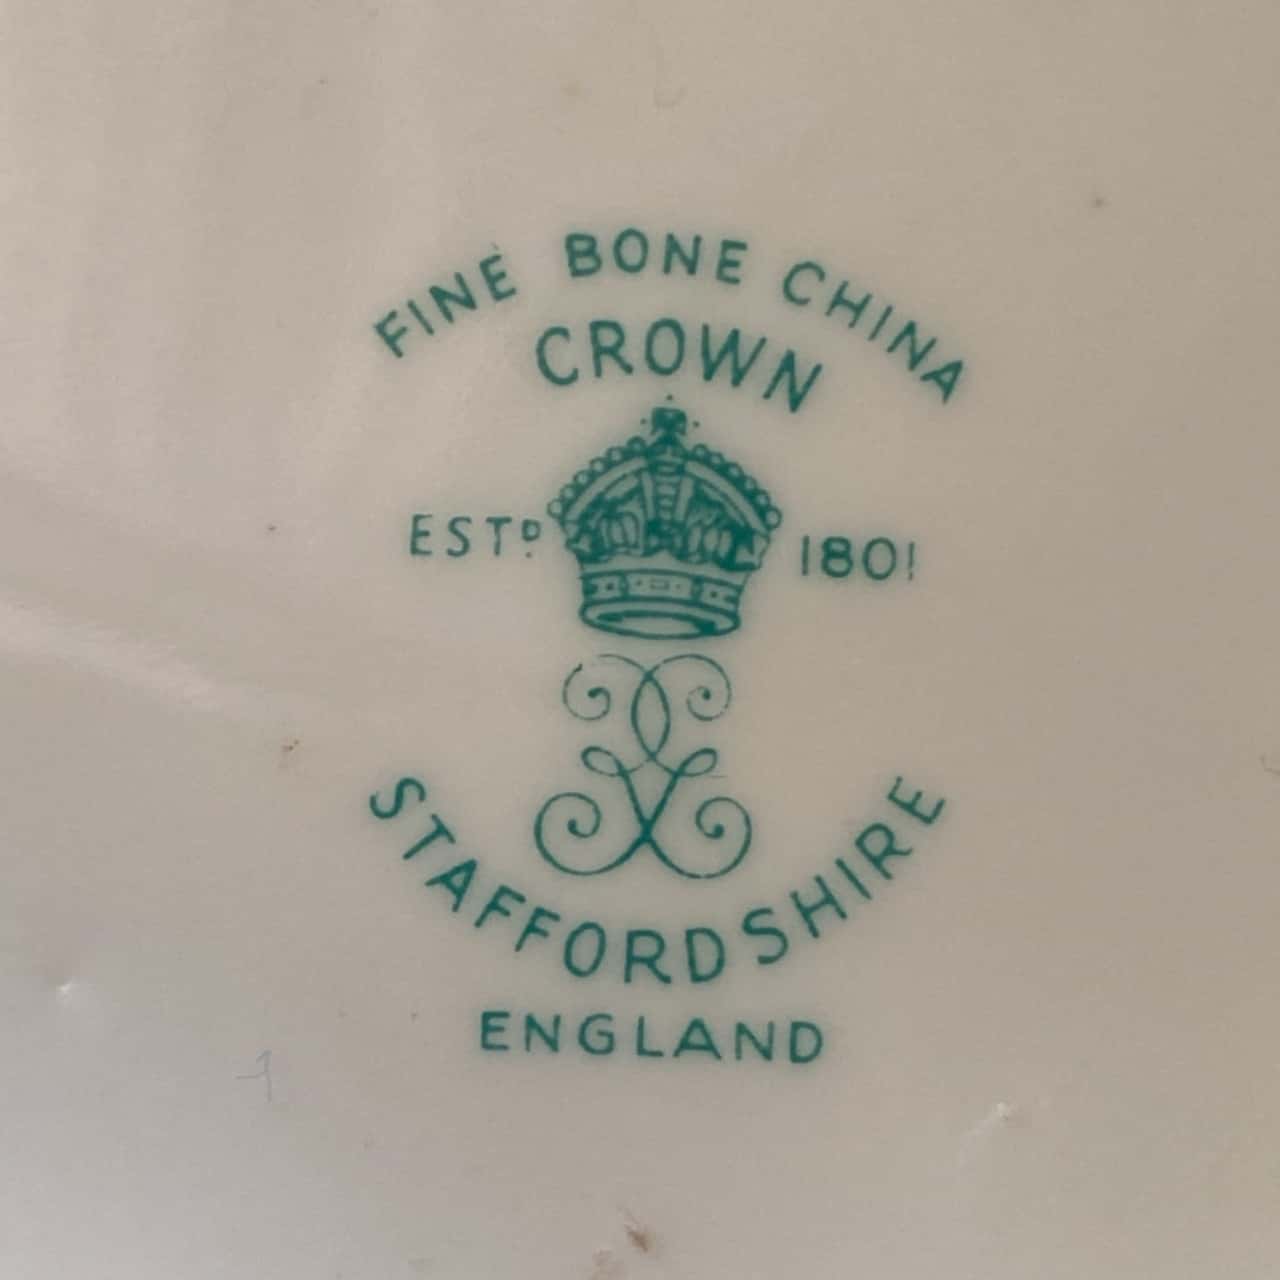 FINE BONE CHINA
CROWN
ESTD 1801
STAFFORDSHIRE
ENGLAND